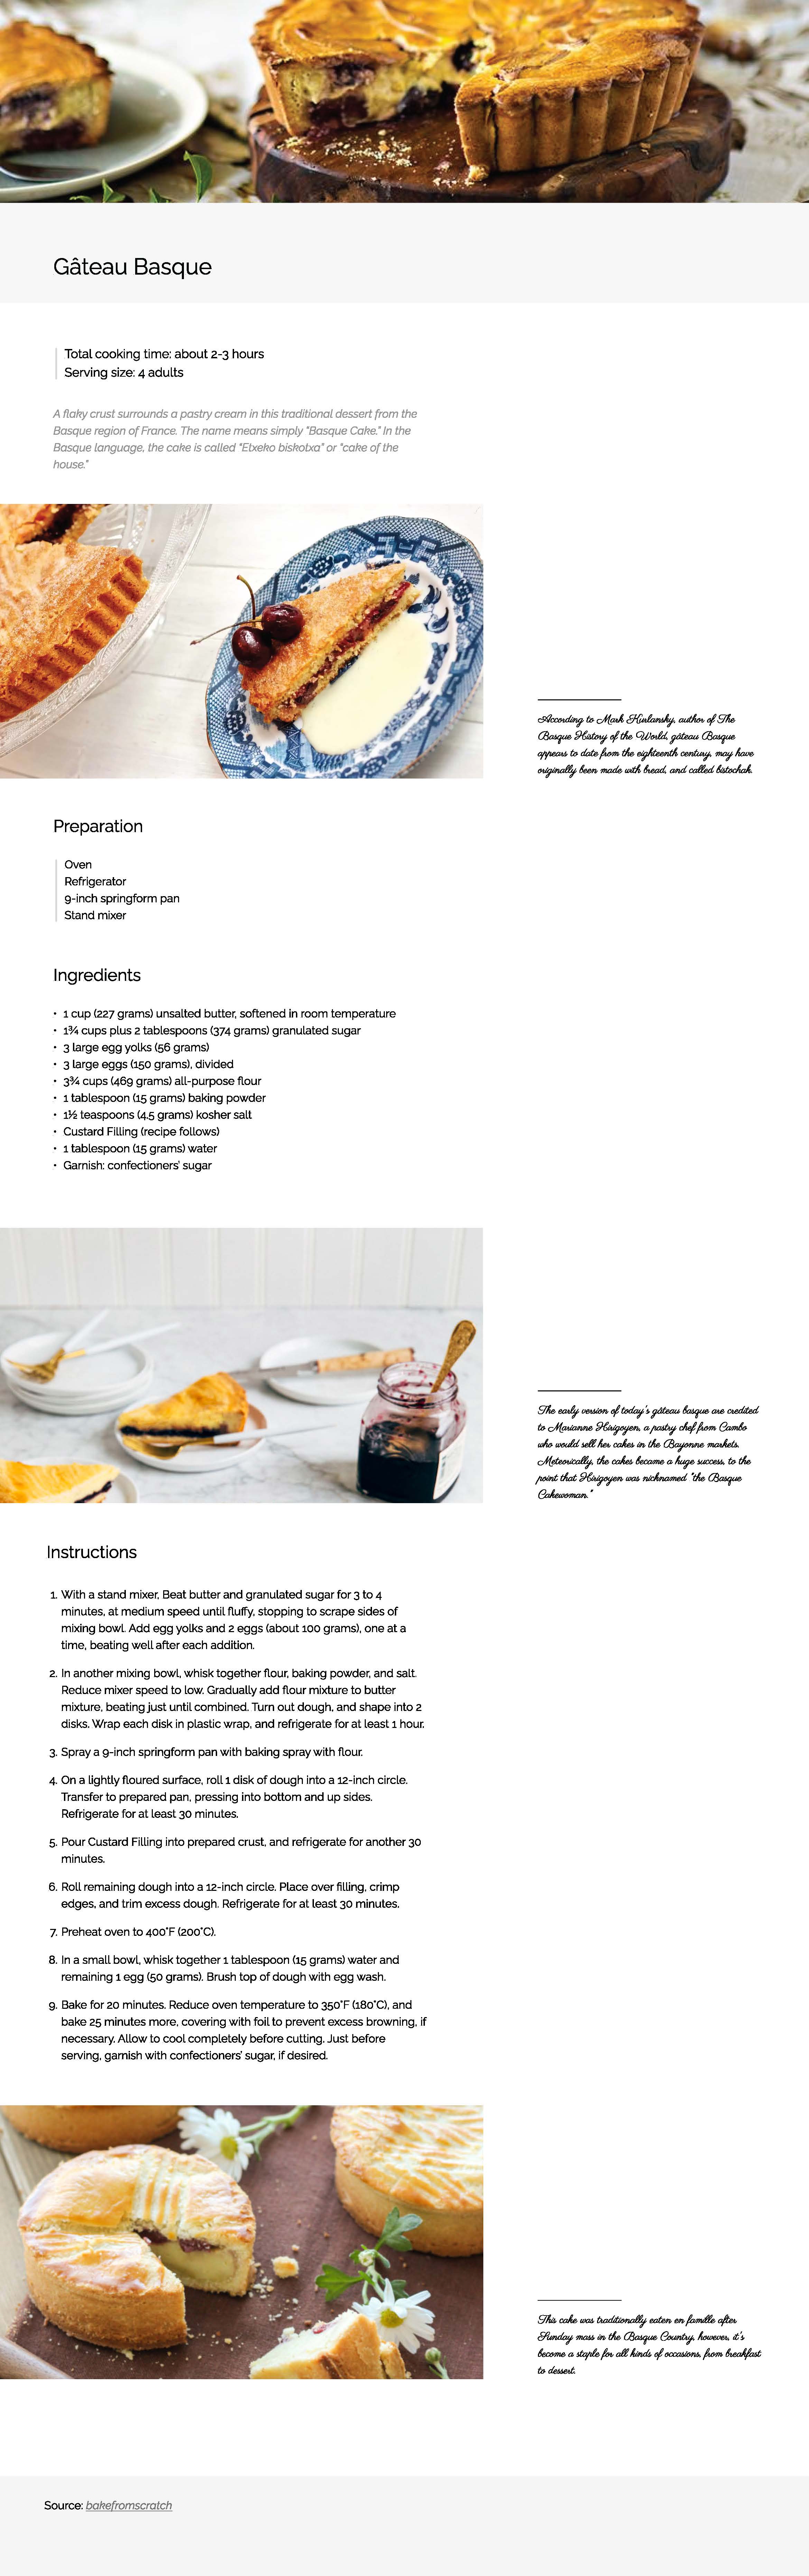 Gâteau Basque
Total cooking time: about 2-3 hours
Serving size: 4 adults
A flaky crust surrounds a pastry cream in this traditional dessert from the
Basque region of France. The name means simply "Basque Cake." In the
Basque language, the cake is called "Etxeko biskotxa" or "cake of the
house."
According to Mark Kurlansky, author of The
Basque History of the World, gâteau Basque
appears to date from the eighteenth century, may have
originally been made with bread, and called bistochak.
Preparation
Oven
Refrigerator
9-inch springform pan
Stand mixer
Ingredients
• 1 cup (227 grams) unsalted butter, softened in room temperature
• 1¾ cups plus 2 tablespoons (374 grams) granulated sugar
• 3 large egg yolks (56 grams)
• 3 large eggs (150 grams), divided
• 3¾ cups (469 grams) all-purpose flour
• 1 tablespoon (15 grams) baking powder
• 1½ teaspoons (4.5 grams) kosher salt
• Custard Filling (recipe follows)
• 1 tablespoon (15 grams) water
• Garnish: confectioners' sugar
The early version of today's gâteau basque are credited
to Marianne Hirigoyen, a pastry chef from Cambo
who would sell her cakes in the Bayonne markets.
Meteorically, the cakes became a huge success, to the
point that Hirigoyen was nicknamed "the Basque
Cakewoman."
Instructions
1. With a stand mixer, Beat butter and granulated sugar for 3 to 4
minutes, at medium speed until fluffy, stopping to scrape sides of
mixing bowl. Add egg yolks and 2 eggs (about 100 grams), one at a
time, beating well after each addition.
2. In another mixing bowl, whisk together flour, baking powder, and salt.
Reduce mixer speed to low. Gradually add flour mixture to butter
mixture, beating just until combined. Turn out dough, and shape into 2
disks. Wrap each disk in plastic wrap, and refrigerate for at least 1 hour.
3. Spray a 9-inch springform pan with baking spray with flour.
4. On a lightly floured surface, roll 1 disk of dough into a 12-inch circle.
Transfer to prepared pan, pressing into bottom and up sides.
Refrigerate for at least 30 minutes.
5. Pour Custard Filling into prepared crust, and refrigerate for another 30
minutes.
6. Roll remaining dough into a 12-inch circle. Place over filling, crimp
edges, and trim excess dough. Refrigerate for at least 30 minutes.
7. Preheat oven to 400°F (200°C).
8. In a small bowl, whisk together 1 tablespoon (15 grams) water and
remaining 1 egg (50 grams). Brush top of dough with egg wash.
9. Bake for 20 minutes. Reduce oven temperature to 350°F (180°C), and
bake 25 minutes more, covering with foil to prevent excess browning, if
necessary. Allow to cool completely before cutting. Just before
serving, garnish with confectioners' sugar, if desired.
This cake was traditionally eaten en famille after
Sunday mass in the Basque Country, however, it's
become a staple for all kinds of occasions, from breakfast
to dessert.
Source: bakefromscratch